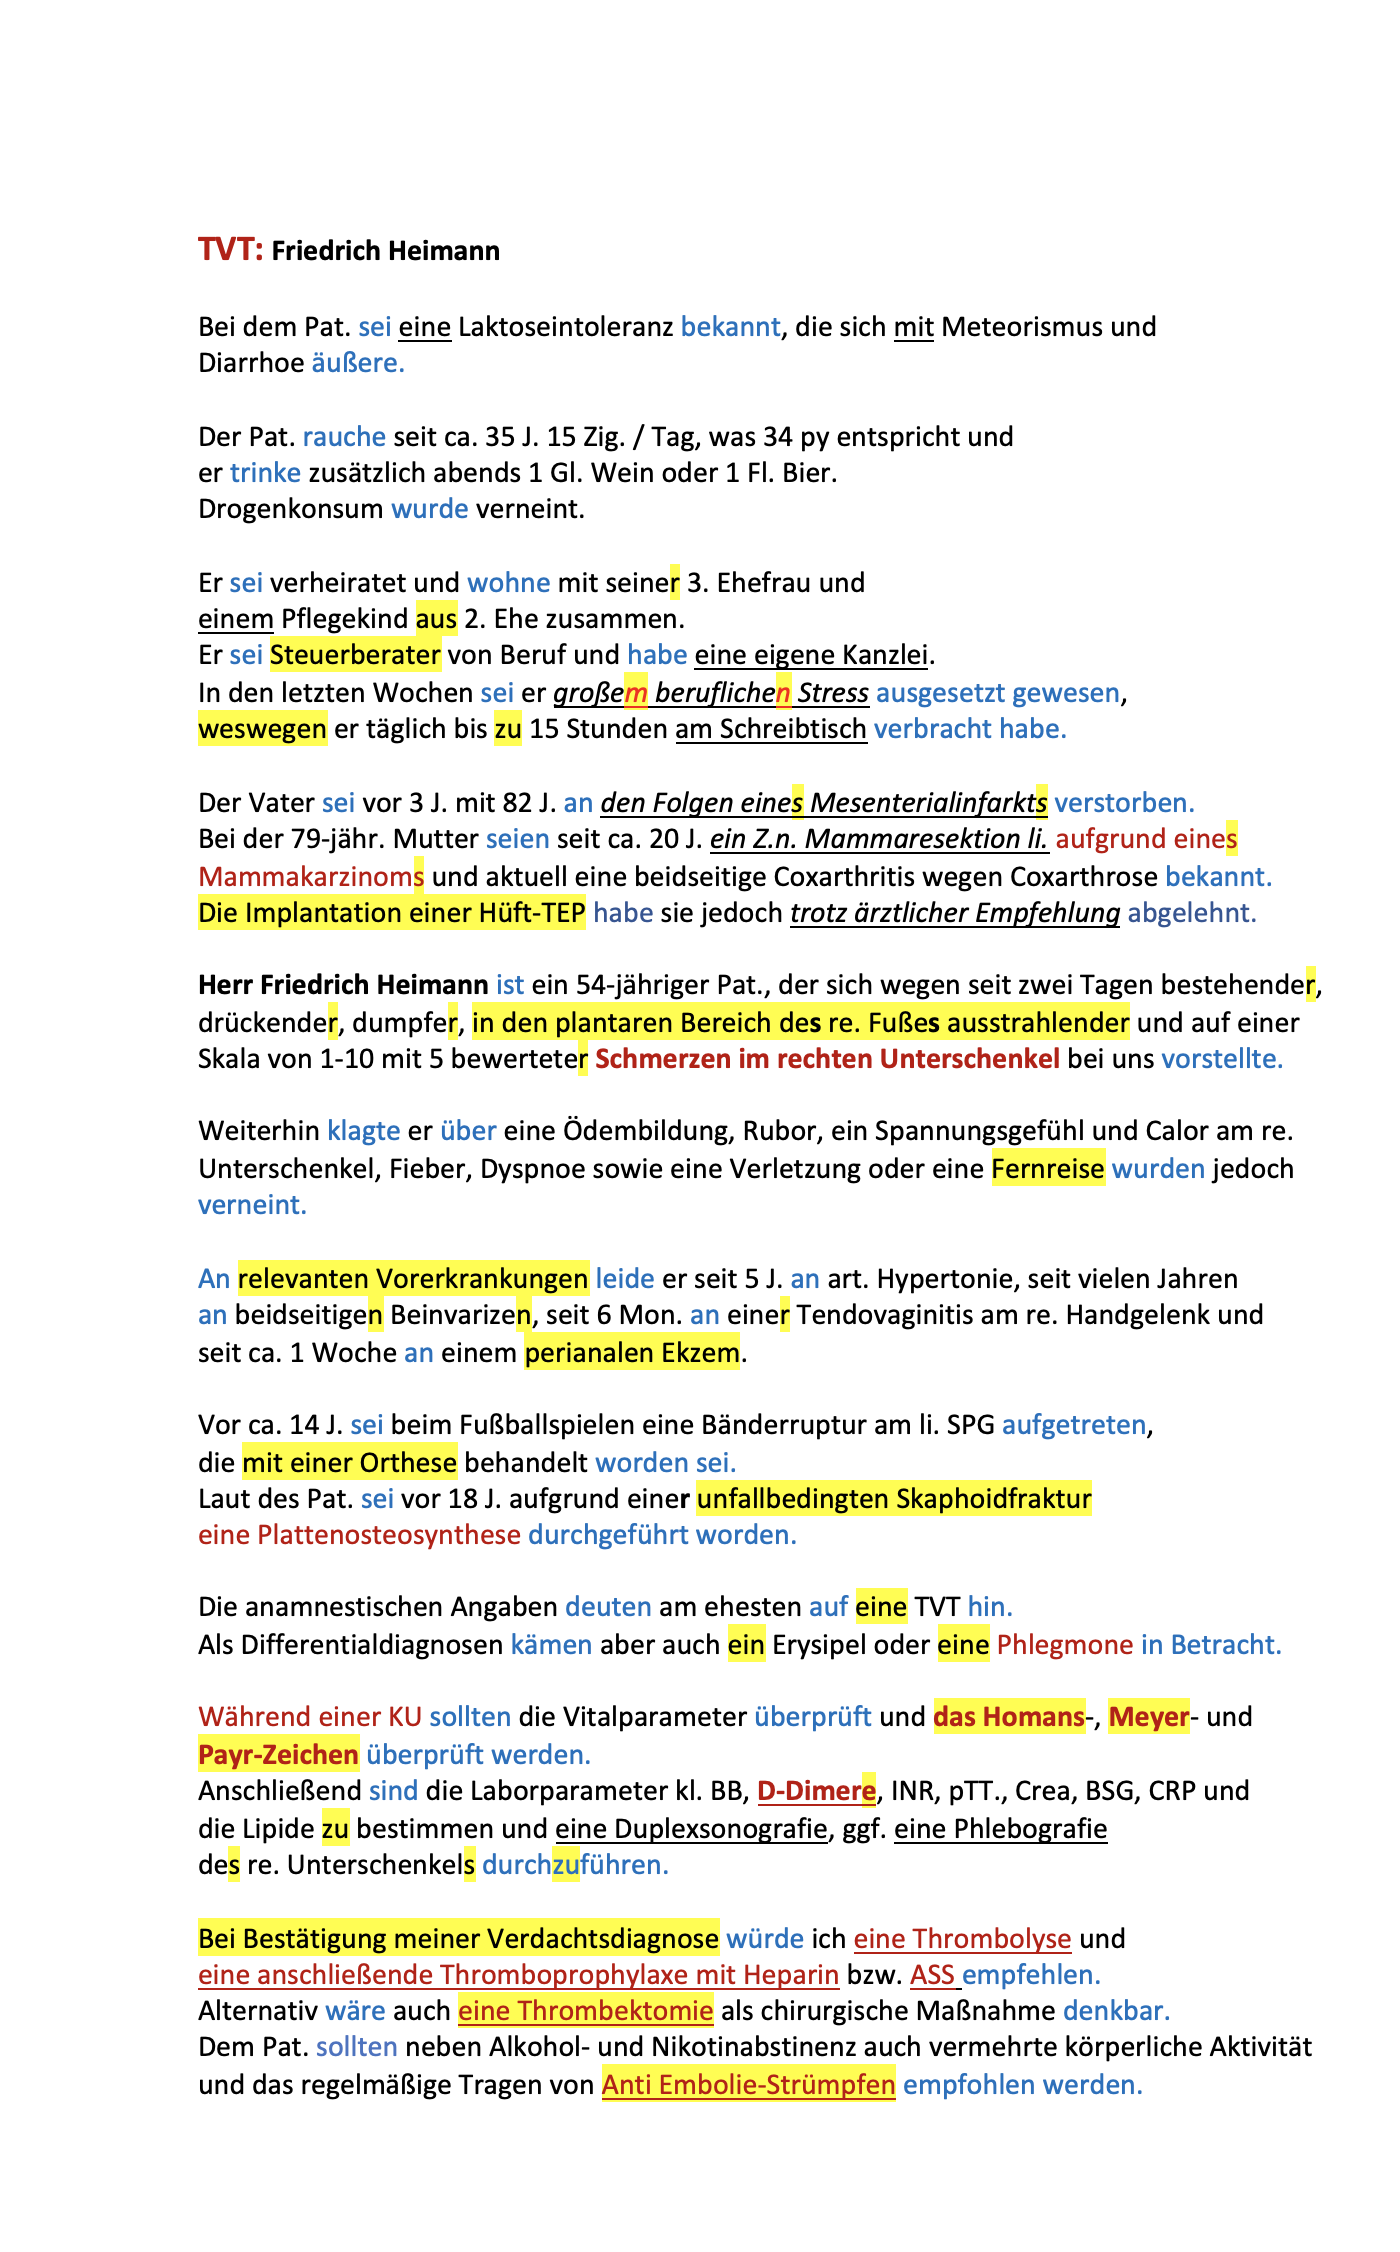 TVT: Friedrich Heimann
Bei dem Pat. sei eine Laktoseintoleranz bekannt, die sich mit Meteorismus und
Diarrhoe äußere.
Der Pat. rauche seit ca. 35 J. 15 Zig. / Tag, was 34 py entspricht und
er trinke zusätzlich abends 1 Gl. Wein oder 1 Fl. Bier.
Drogenkonsum wurde verneint.
Er sei verheiratet und wohne mit seiner 3. Ehefrau und
einem Pflegekind aus 2. Ehe zusammen.
Er sei Steuerberater von Beruf und habe eine eigene Kanzlei.
In den letzten Wochen sei er großem beruflichen Stress ausgesetzt gewesen,
weswegen er täglich bis zu 15 Stunden am Schreibtisch verbracht habe.
Der Vater sei vor 3 J. mit 82 J. an den Folgen eines Mesenterialinfarkts verstorben.
Bei der 79-jähr. Mutter seien seit ca. 20 J. ein Z.n. Mammaresektion li. aufgrund eines
Mammakarzinoms und aktuell eine beidseitige Coxarthritis wegen Coxarthrose bekannt.
Die Implantation einer Hüft-TEP habe sie jedoch trotz ärztlicher Empfehlung abgelehnt.
Herr Friedrich Heimann ist ein 54-jähriger Pat., der sich wegen seit zwei Tagen bestehender,
drückender, dumpfer, in den plantaren Bereich des re. Fußes ausstrahlender und auf einer
Skala von 1-10 mit 5 bewerteter Schmerzen im rechten Unterschenkel bei uns vorstellte.
Weiterhin klagte er über eine Ödembildung, Rubor, ein Spannungsgefühl und Calor am re.
Unterschenkel, Fieber, Dyspnoe sowie eine Verletzung oder eine Fernreise wurden jedoch
verneint.
An relevanten Vorerkrankungen leide er seit 5 J. an art. Hypertonie, seit vielen Jahren
an beidseitigen Beinvarizen, seit 6 Mon. an einer Tendovaginitis am re. Handgelenk und
seit ca. 1 Woche an einem perianalen Ekzem.
Vor ca. 14 J. sei beim Fußballspielen eine Bänderruptur am li. SPG aufgetreten,
die mit einer Orthese behandelt worden sei.
Laut des Pat. sei vor 18 J. aufgrund einer unfallbedingten Skaphoidfraktur
eine Plattenosteosynthese durchgeführt worden.
Die anamnestischen Angaben deuten am ehesten auf eine TVT hin.
Als Differentialdiagnosen kämen aber auch ein Erysipel oder eine Phlegmone in Betracht.
Während einer KU sollten die Vitalparameter überprüft und das Homans-, Meyer- und
Payr-Zeichen überprüft werden.
Anschließend sind die Laborparameter kl. BB, D-Dimere, INR, pTT., Crea, BSG, CRP und
die Lipide zu bestimmen und eine Duplexsonografie, ggf. eine Phlebografie
des re. Unterschenkels durchzuführen.
Bei Bestätigung meiner Verdachtsdiagnose würde ich eine Thrombolyse und
eine anschließende Thromboprophylaxe mit Heparin bzw. ASS empfehlen.
Alternativ wäre auch eine Thrombektomie als chirurgische Maßnahme denkbar.
Dem Pat. sollten neben Alkohol- und Nikotinabstinenz auch vermehrte körperliche Aktivität
und das regelmäßige Tragen von Anti Embolie-Strümpfen empfohlen werden.